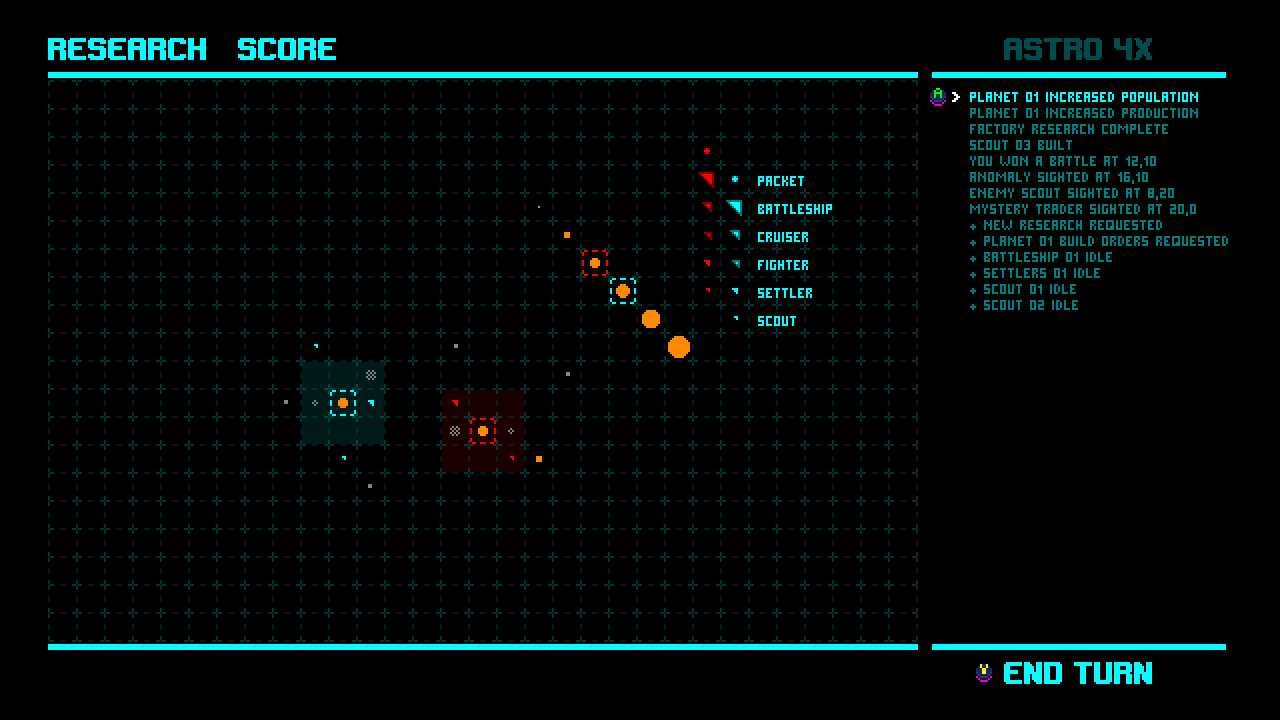 RESEARCH SCORE
ASTRO 4X
A > PLANET 01 INCREASED POPULATION
PLANET 01 INCREASED PRODUCTION
FACTORY RESEARCH COMPLETE
SCOUT 03 BUILT
YOU WON A BATTLE AT 12,10
ANOMALY SIGHTED AT 16,10
ENEMY SCOUT SIGHTED AT 8,20
MYSTERY TRADER SIGHTED AT 20,0
+ NEW RESEARCH REQUESTED
+ PLANET 01 BUILD ORDERS REQUESTED
+ BATTLESHIP 01 IDLE
+ SETTLERS 01 IDLE
+ SCOUT 01 IDLE
+ SCOUT 02 IDLE
PACKET
BATTLESHIP
CRUISER
FIGHTER
SETTLER
SCOUT
Y END TURN